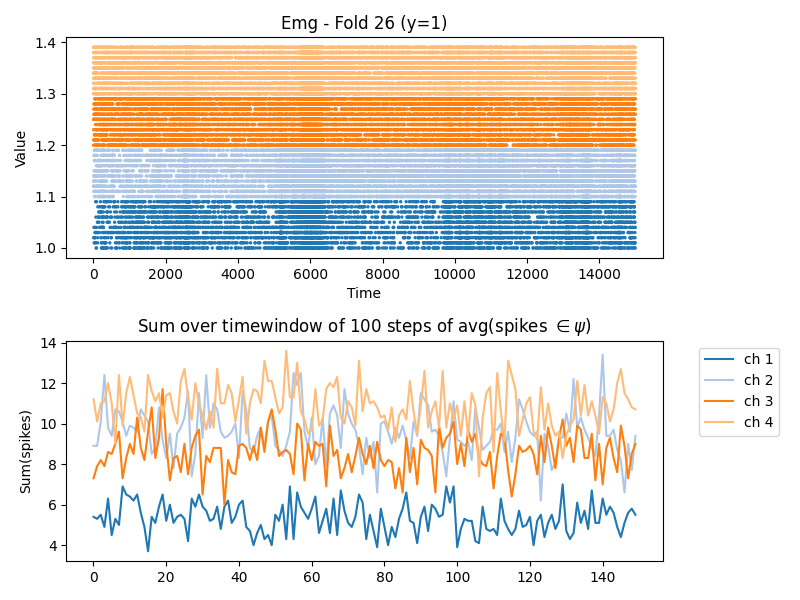 Emg - Fold 26 (y=1)
1.4
1.3
1.2
1.1
1.0
Value
0 2000 4000 6000 8000 10000 12000 14000
Time
Sum over timewindow of 100 steps of avg(spikes ∈ ψ)
14
12
10
8
6
4
Sum(spikes)
0 20 40 60 80 100 120 140
ch 1
ch 2
ch 3
ch 4